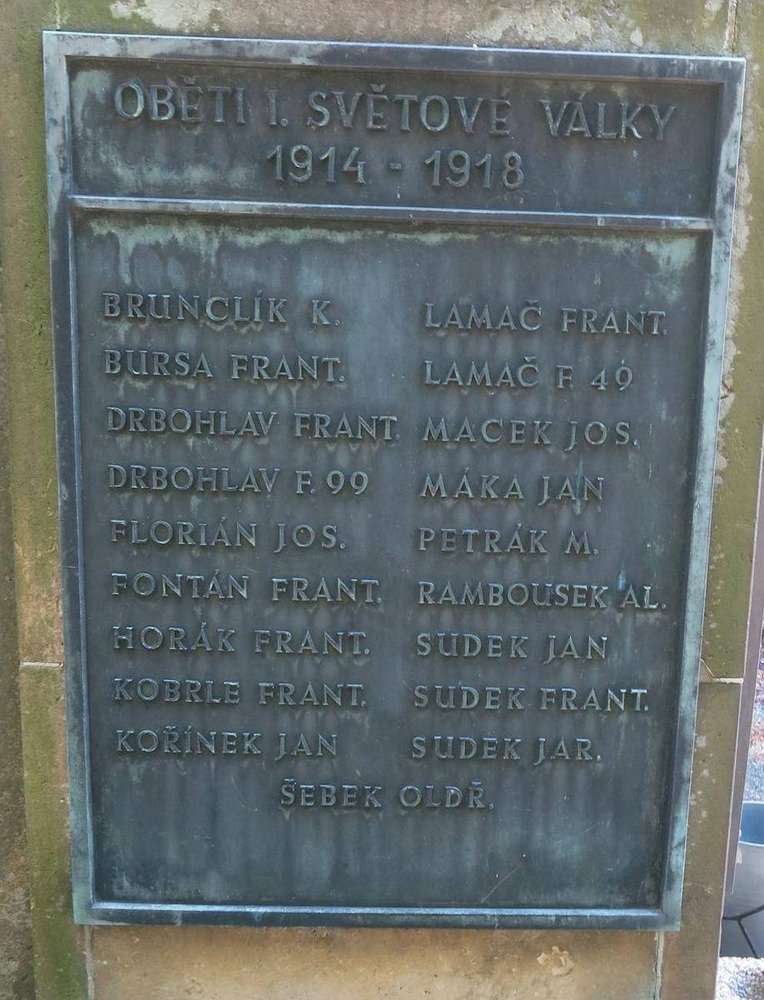 OBĚTI I. SVĚTOVÉ VÁLKY
1914 - 1918
BRUNCLÍK K.
BURSA FRANT.
DRBOHLAV FRANT.
DRBOHLAV F. 99
FLORIÁN JOS.
FONTÁN FRANT.
HORÁK FRANT.
KOBRLE FRANT.
KOŘÍNEK JAN
LAMAČ FRANT.
LAMAČ F. 49
MACEK JOS.
MÁKA JAN
PETRÁK M.
RAMBOUSEK AL.
SUDEK JAN
SUDEK FRANT.
SUDEK JAR.
ŠEBEK OLDŘ.